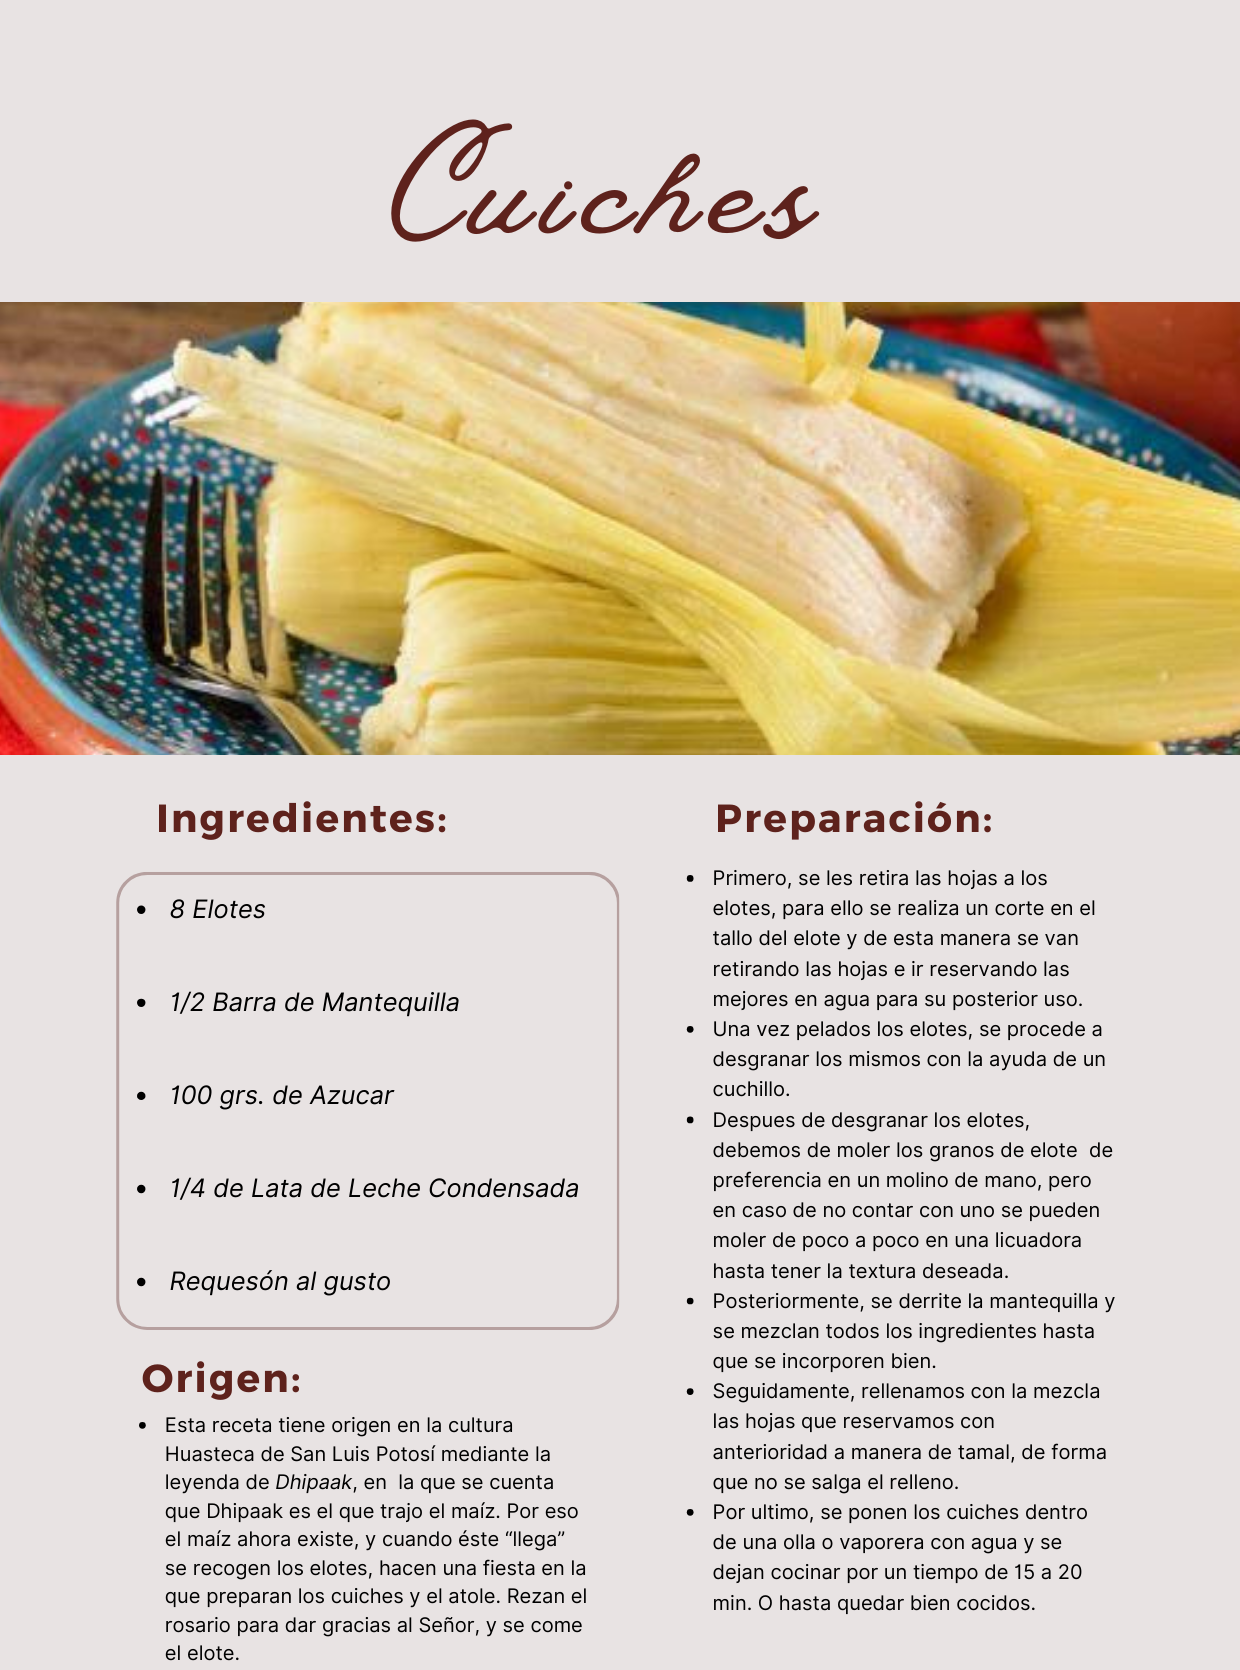 Cuiches
Ingredientes:
• 8 Elotes
• 1/2 Barra de Mantequilla
• 100 grs. de Azucar
• 1/4 de Lata de Leche Condensada
• Requesón al gusto
Origen:
• Esta receta tiene origen en la cultura
Huasteca de San Luis Potosí mediante la
leyenda de Dhipaak, en  la que se cuenta
que Dhipaak es el que trajo el maíz. Por eso
el maíz ahora existe, y cuando éste “llega”
se recogen los elotes, hacen una fiesta en la
que preparan los cuiches y el atole. Rezan el
rosario para dar gracias al Señor, y se come
el elote.
Preparación:
• Primero, se les retira las hojas a los
elotes, para ello se realiza un corte en el
tallo del elote y de esta manera se van
retirando las hojas e ir reservando las
mejores en agua para su posterior uso.
• Una vez pelados los elotes, se procede a
desgranar los mismos con la ayuda de un
cuchillo.
• Despues de desgranar los elotes,
debemos de moler los granos de elote  de
preferencia en un molino de mano, pero
en caso de no contar con uno se pueden
moler de poco a poco en una licuadora
hasta tener la textura deseada.
• Posteriormente, se derrite la mantequilla y
se mezclan todos los ingredientes hasta
que se incorporen bien.
• Seguidamente, rellenamos con la mezcla
las hojas que reservamos con
anterioridad a manera de tamal, de forma
que no se salga el relleno.
• Por ultimo, se ponen los cuiches dentro
de una olla o vaporera con agua y se
dejan cocinar por un tiempo de 15 a 20
min. O hasta quedar bien cocidos.